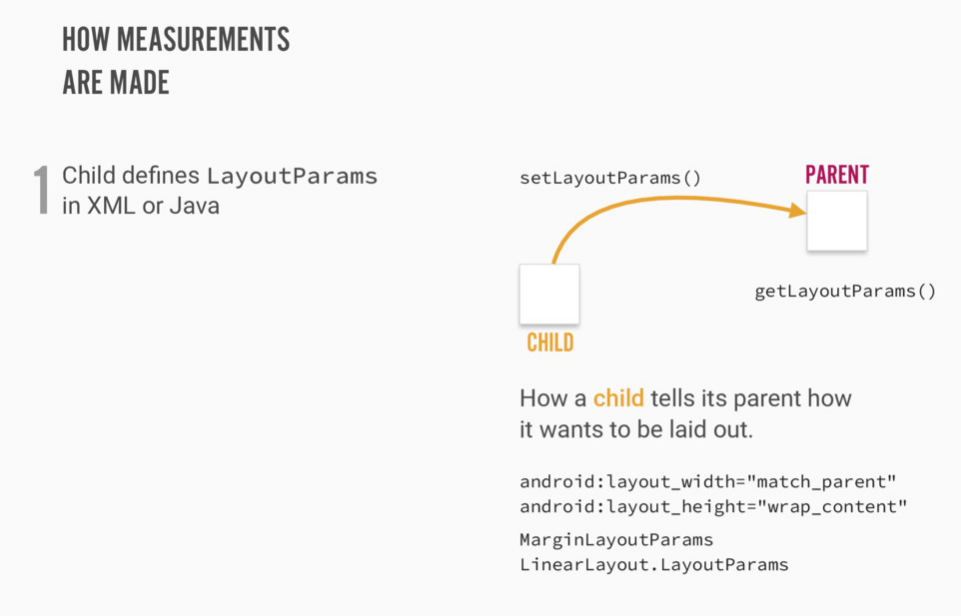 HOW MEASUREMENTS
ARE MADE
1
Child defines LayoutParams
in XML or Java
setLayoutParams()
PARENT
getLayoutParams()
CHILD
How a child tells its parent how
it wants to be laid out.
android:layout_width="match_parent"
android:layout_height="wrap_content"
MarginLayoutParams
LinearLayout.LayoutParams